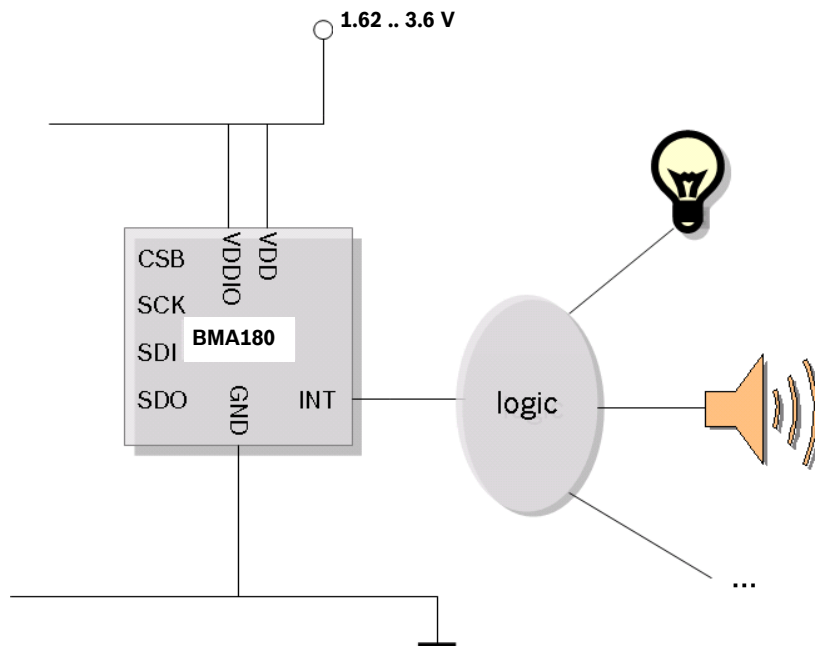 1.62 .. 3.6 V
VDDIO
VDD
CSB
SCK
BMA180
SDI
SDO
GND
INT
logic
...